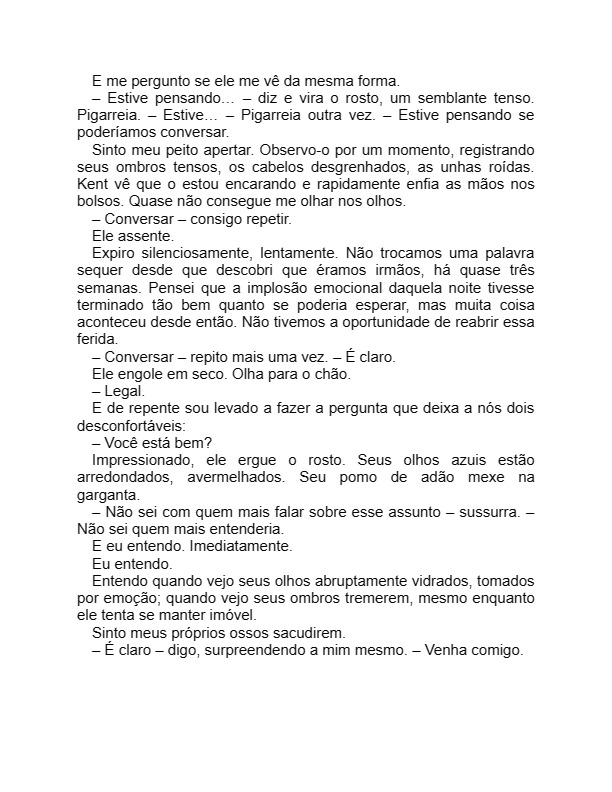 E me pergunto se ele me vê da mesma forma.
– Estive pensando… – diz e vira o rosto, um semblante tenso.
Pigarreia. – Estive… – Pigarreia outra vez. – Estive pensando se
poderíamos conversar.
Sinto meu peito apertar. Observo-o por um momento, registrando
seus ombros tensos, os cabelos desgrenhados, as unhas roídas.
Kent vê que o estou encarando e rapidamente enfia as mãos nos
bolsos. Quase não consegue me olhar nos olhos.
– Conversar – consigo repetir.
Ele assente.
Expiro silenciosamente, lentamente. Não trocamos uma palavra
sequer desde que descobri que éramos irmãos, há quase três
semanas. Pensei que a implosão emocional daquela noite tivesse
terminado tão bem quanto se poderia esperar, mas muita coisa
aconteceu desde então. Não tivemos a oportunidade de reabrir essa
ferida.
– Conversar – repito mais uma vez. – É claro.
Ele engole em seco. Olha para o chão.
– Legal.
E de repente sou levado a fazer a pergunta que deixa a nós dois
desconfortáveis:
– Você está bem?
Impressionado, ele ergue o rosto. Seus olhos azuis estão
arredondados, avermelhados. Seu pomo de adão mexe na
garganta.
– Não sei com quem mais falar sobre esse assunto – sussurra. –
Não sei quem mais entenderia.
E eu entendo. Imediatamente.
Eu entendo.
Entendo quando vejo seus olhos abruptamente vidrados, tomados
por emoção; quando vejo seus ombros tremerem, mesmo enquanto
ele tenta se manter imóvel.
Sinto meus próprios ossos sacudirem.
– É claro – digo, surpreendendo a mim mesmo. – Venha comigo.